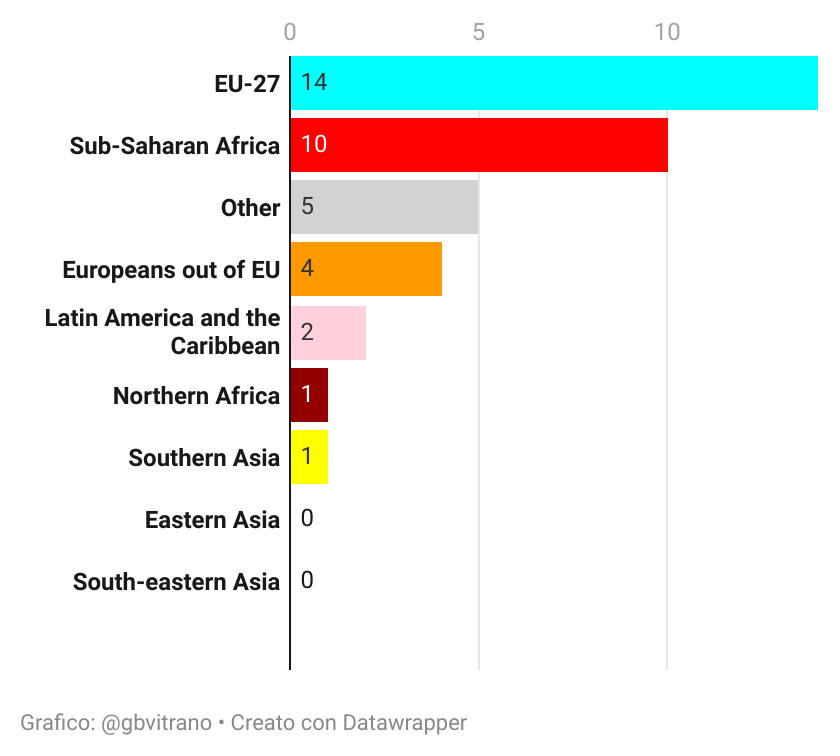 0 5 10
EU-27 14
Sub-Saharan Africa 10
Other 5
Europeans out of EU 4
Latin America and the
Caribbean 2
Northern Africa 1
Southern Asia 1
Eastern Asia 0
South-eastern Asia 0
Grafico: @gbvitrano • Creato con Datawrapper